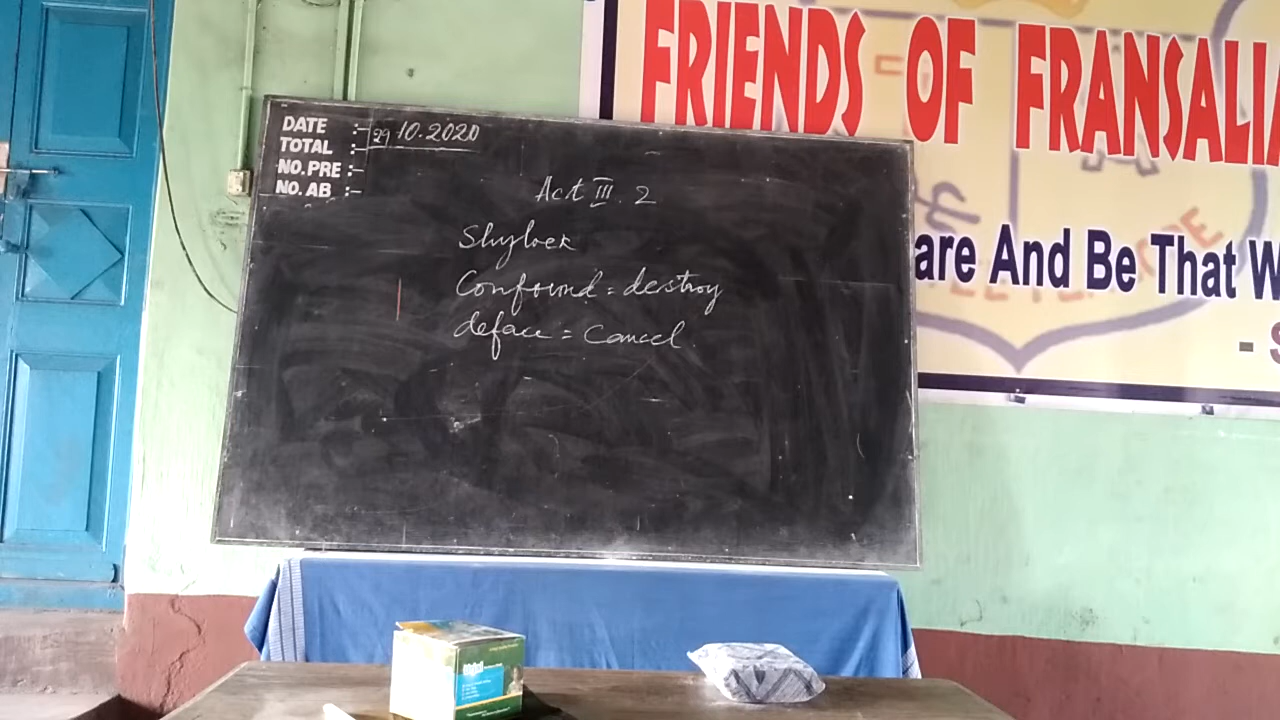 FRIENDS OF FRANSALIA
are And Be That W
- S
DATE :- 29 10.2020
TOTAL :-
NO. PRE :-
NO. AB :-
Act III. 2
Shylock
Confound = destroy
deface = Cancel.